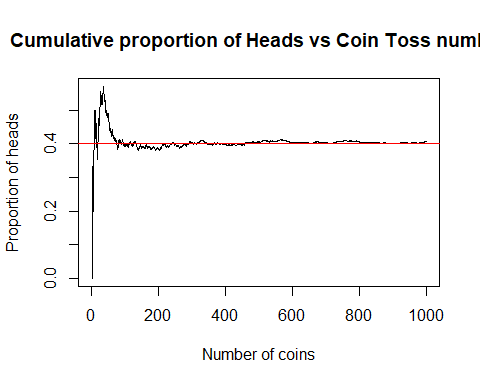 Cumulative proportion of Heads vs Coin Toss numl
Proportion of heads
0.4
0.2
0.0
0 200 400 600 800 1000
Number of coins